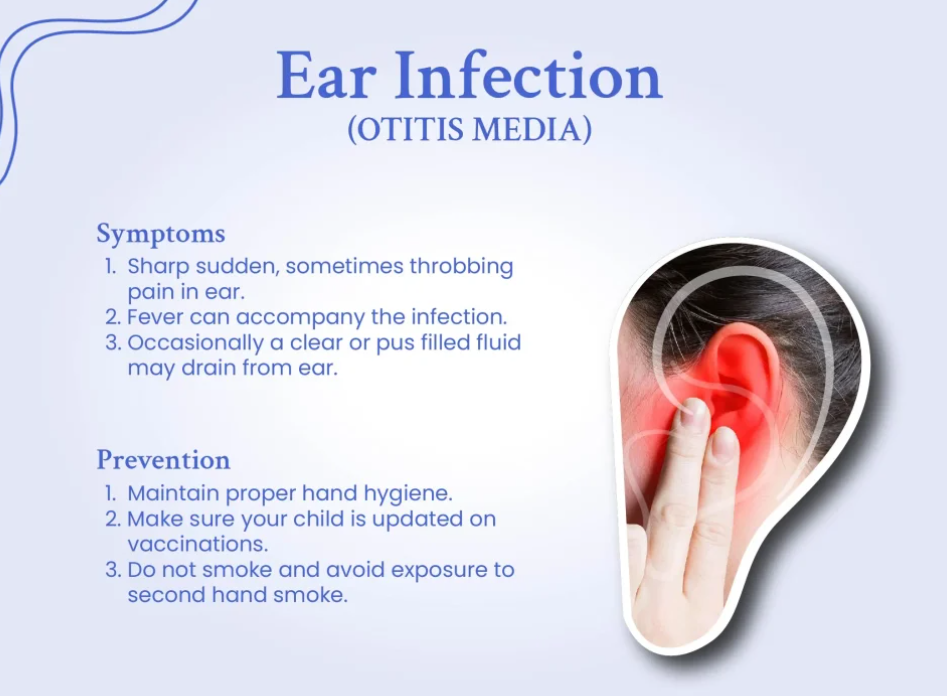 Ear Infection
(OTITIS MEDIA)
Symptoms
1. Sharp sudden, sometimes throbbing
pain in ear.
2. Fever can accompany the infection.
3. Occasionally a clear or pus filled fluid
may drain from ear.
Prevention
1. Maintain proper hand hygiene.
2. Make sure your child is updated on
vaccinations.
3. Do not smoke and avoid exposure to
second hand smoke.